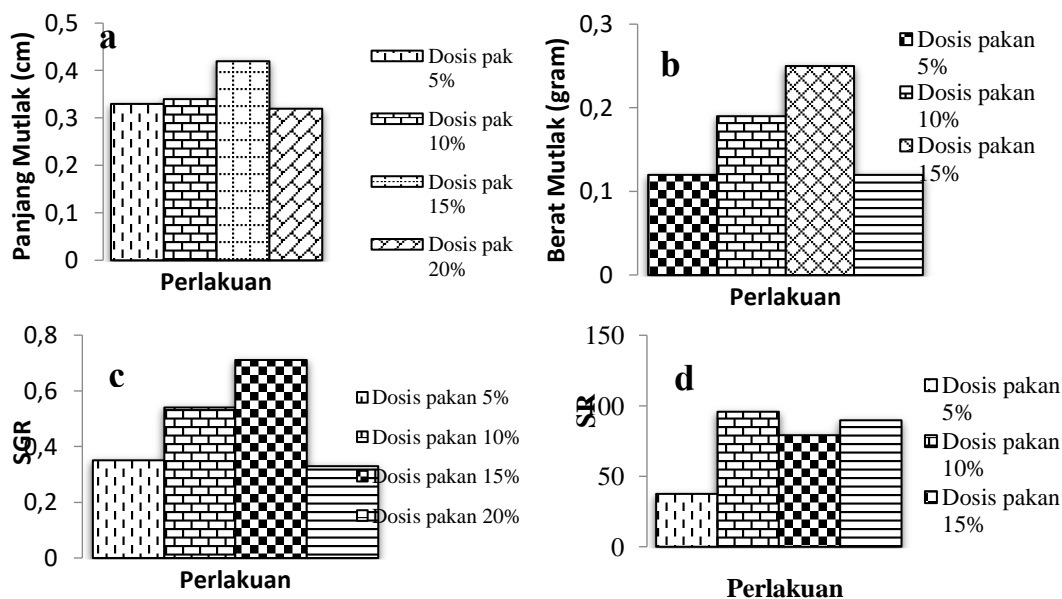 a
Panjang Mutlak (cm)
0,5
0,4
0,3
0,2
0,1
0
Perlakuan
Dosis pak
5%
Dosis pak
10%
Dosis pak
15%
Dosis pak
20%
b
Berat Mutlak (gram)
0,3
0,2
0,1
0
Perlakuan
Dosis pakan
5%
Dosis pakan
10%
Dosis pakan
15%
c
SGR
0,8
0,6
0,4
0,2
0
Perlakuan
Dosis pakan 5%
Dosis pakan 10%
Dosis pakan 15%
Dosis pakan 20%
d
SR
150
100
50
0
Perlakuan
Dosis pakan
5%
Dosis pakan
10%
Dosis pakan
15%